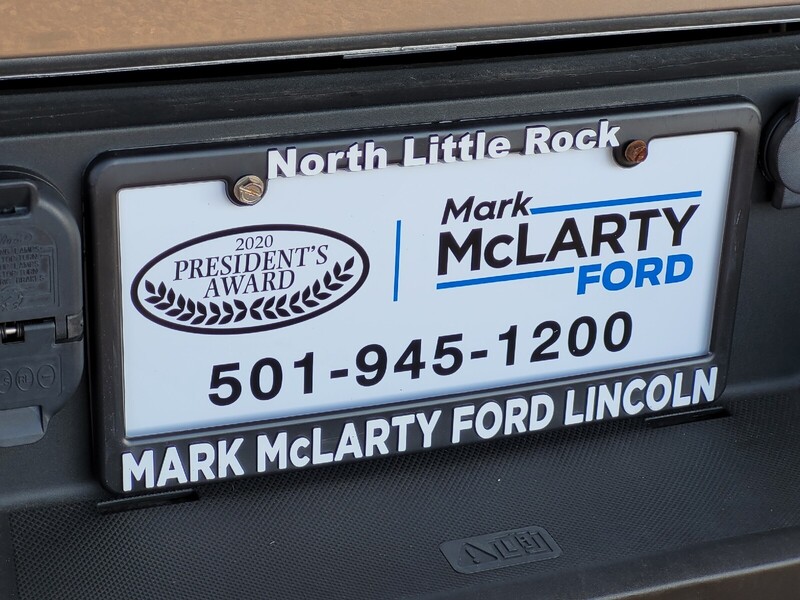 North Little Rock
2020
PRESIDENT'S
AWARD
Mark
McLARTY
FORD
501-945-1200
MARK McLARTY FORD LINCOLN